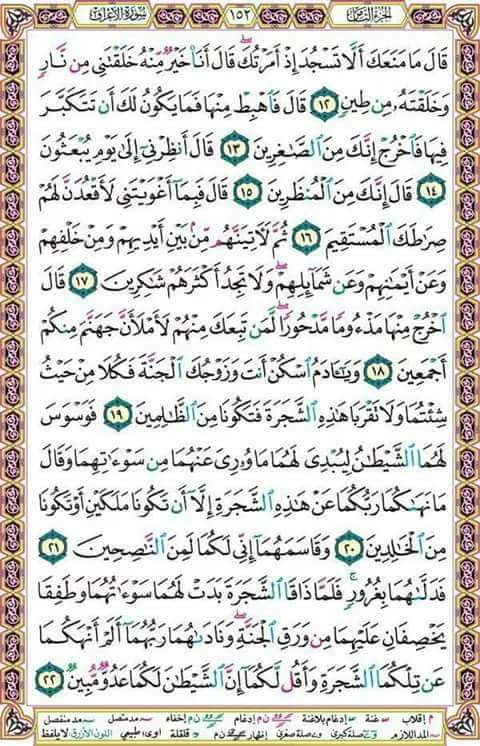 الجزء الثامن ١٥٢ سورة الأعراف
قَالَ مَا مَنَعَكَ أَلَّا تَسْجُدَ إِذْ أَمَرْتُكَ قَالَ أَنَا۠ خَيْرٌ مِّنْهُ خَلَقْتَنِى مِن نَّارٍ
وَخَلَقْتَهُۥ مِن طِينٍ ١٢ قَالَ فَٱهْبِطْ مِنْهَا فَمَا يَكُونُ لَكَ أَن تَتَكَبَّرَ
فِيهَا فَٱخْرُجْ إِنَّكَ مِنَ ٱلصَّٰغِرِينَ ١٣ قَالَ أَنظِرْنِىٓ إِلَىٰ يَوْمِ يُبْعَثُونَ
١٤ قَالَ إِنَّكَ مِنَ ٱلْمُنظَرِينَ ١٥ قَالَ فَبِمَآ أَغْوَيْتَنِى لَأَقْعُدَنَّ لَهُمْ
صِرَٰطَكَ ٱلْمُسْتَقِيمَ ١٦ ثُمَّ لَـَٔاتِيَنَّهُم مِّنۢ بَيْنِ أَيْدِيهِمْ وَمِنْ خَلْفِهِمْ
وَعَنْ أَيْمَٰنِهِمْ وَعَن شَمَآئِلِهِمْ وَلَا تَجِدُ أَكْثَرَهُمْ شَٰكِرِينَ ١٧ قَالَ
ٱخْرُجْ مِنْهَا مَذْءُومًا مَّدْحُورًا لَّمَن تَبِعَكَ مِنْهُمْ لَأَمْلَأَنَّ جَهَنَّمَ مِنكُمْ
أَجْمَعِينَ ١٨ وَيَٰٓـَٔادَمُ ٱسْكُنْ أَنتَ وَزَوْجُكَ ٱلْجَنَّةَ فَكُلَا مِنْ حَيْثُ
شِئْتُمَا وَلَا تَقْرَبَا هَٰذِهِ ٱلشَّجَرَةَ فَتَكُونَا مِنَ ٱلظَّٰلِمِينَ ١٩ فَوَسْوَسَ
لَهُمَا ٱلشَّيْطَٰنُ لِيُبْدِىَ لَهُمَا مَا وُۥرِىَ عَنْهُمَا مِن سَوْءَٰتِهِمَا وَقَالَ
مَا نَهَىٰكُمَا رَبُّكُمَا عَنْ هَٰذِهِ ٱلشَّجَرَةِ إِلَّآ أَن تَكُونَا مَلَكَيْنِ أَوْ تَكُونَا
مِنَ ٱلْخَٰلِدِينَ ٢٠ وَقَاسَمَهُمَآ إِنِّى لَكُمَا لَمِنَ ٱلنَّٰصِحِينَ ٢١
فَدَلَّىٰهُمَا بِغُرُورٍ فَلَمَّا ذَاقَا ٱلشَّجَرَةَ بَدَتْ لَهُمَا سَوْءَٰتُهُمَا وَطَفِقَا
يَخْصِفَانِ عَلَيْهِمَا مِن وَرَقِ ٱلْجَنَّةِ وَنَادَىٰهُمَا رَبُّهُمَآ أَلَمْ أَنْهَكُمَا
عَن تِلْكُمَا ٱلشَّجَرَةِ وَأَقُل لَّكُمَآ إِنَّ ٱلشَّيْطَٰنَ لَكُمَا عَدُوٌّ مُّبِينٌ ٢٢
م إقلاب غنة إدغام بلاغنة ن م إدغام ن م إخفاء مد متصل مد منفصل
المد اللازم صلة كبرى صلة صغرى إظهار ن م قلقلة اوى: طبيعي اللون الأزرق لا يلفظ